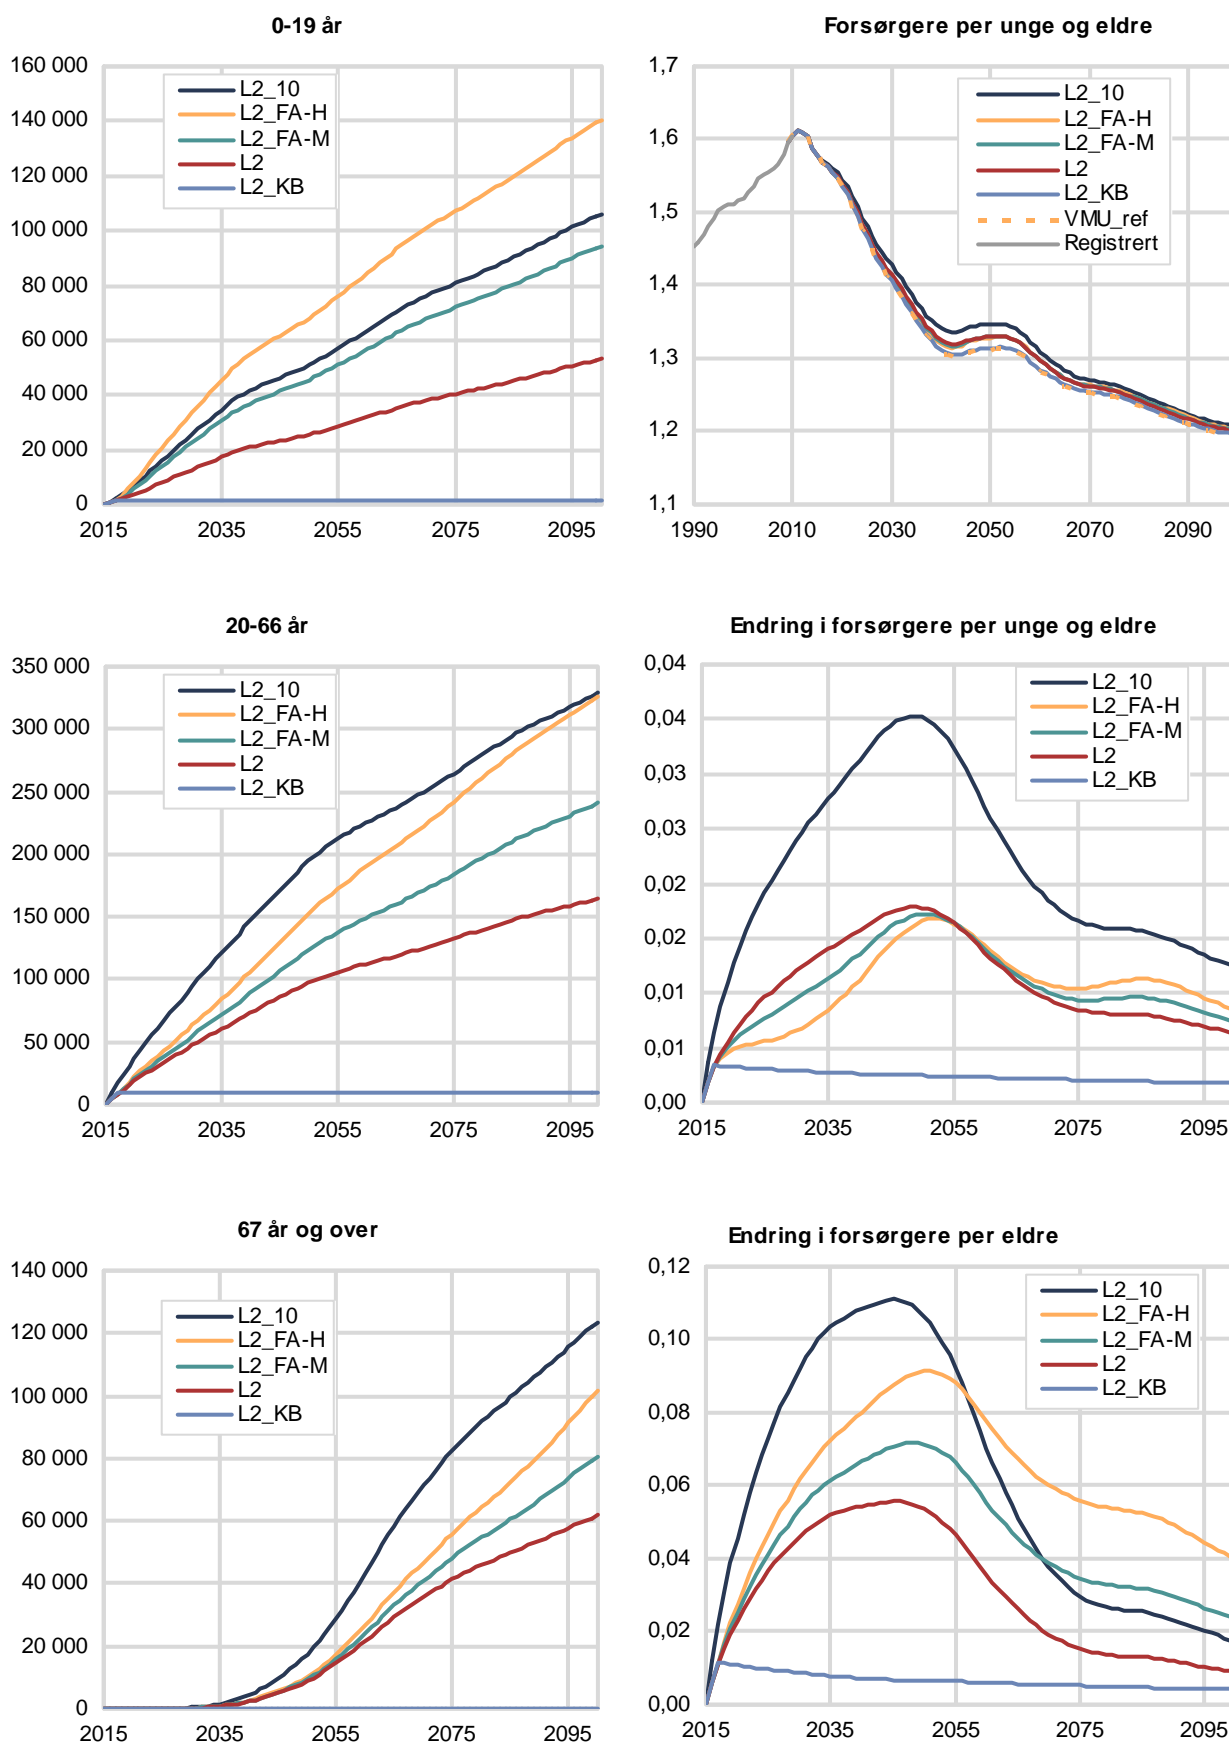 0-19 år
160 000
140 000
120 000
100 000
80 000
60 000
40 000
20 000
0
2015
2035
2055
2075
2095
L2_10
L2_FA-H
L2_FA-M
L2
L2_KB
Forsørgere per unge og eldre
1,7
1,6
1,5
1,4
1,3
1,2
1,1
1990
2010
2030
2050
2070
2090
L2_10
L2_FA-H
L2_FA-M
L2
L2_KB
VMU_ref
Registrert
20-66 år
350 000
300 000
250 000
200 000
150 000
100 000
50 000
0
2015
2035
2055
2075
2095
L2_10
L2_FA-H
L2_FA-M
L2
L2_KB
Endring i forsørgere per unge og eldre
0,04
0,04
0,03
0,03
0,02
0,02
0,01
0,01
0,00
2015
2035
2055
2075
2095
L2_10
L2_FA-H
L2_FA-M
L2
L2_KB
67 år og over
140 000
120 000
100 000
80 000
60 000
40 000
20 000
0
2015
2035
2055
2075
2095
L2_10
L2_FA-H
L2_FA-M
L2
L2_KB
Endring i forsørgere per eldre
0,12
0,10
0,08
0,06
0,04
0,02
0,00
2015
2035
2055
2075
2095
L2_10
L2_FA-H
L2_FA-M
L2
L2_KB